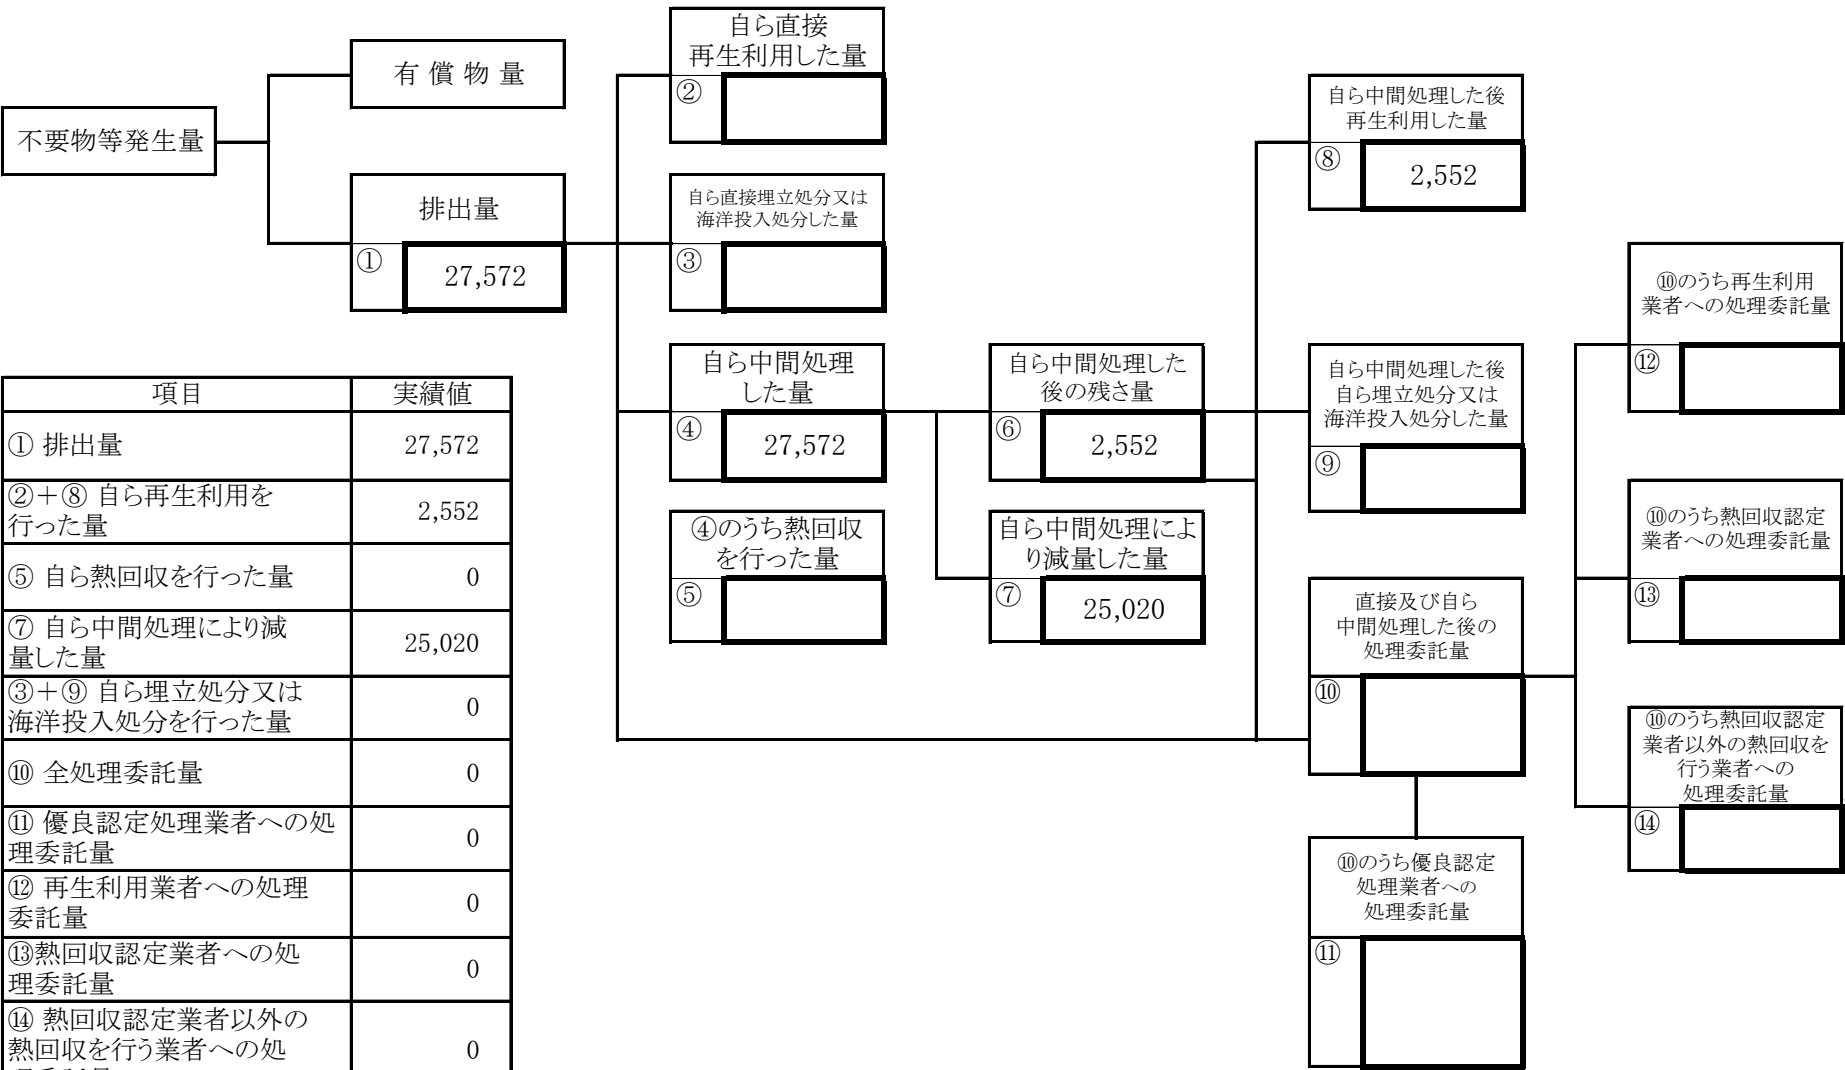 不要物等発生量
有償物量
排出量
①
27,572
自ら直接
再生利用した量
②
自ら直接埋立処分又は
海洋投入処分した量
③
自ら中間処理
した量
④
27,572
④のうち熱回収
を行った量
⑤
自ら中間処理した
後の残さ量
⑥
2,552
自ら中間処理によ
り減量した量
⑦
25,020
自ら中間処理した後
再生利用した量
⑧
2,552
自ら中間処理した後
自ら埋立処分又は
海洋投入処分した量
⑨
直接及び自ら
中間処理した後の
処理委託量
⑩
⑩のうち優良認定
処理業者への
処理委託量
⑪
⑩のうち再生利用
業者への処理委託量
⑫
⑩のうち熱回収認定
業者への処理委託量
⑬
⑩のうち熱回収認定
業者以外の熱回収を
行う業者への
処理委託量
⑭
項目 実績値
① 排出量 27,572
②＋⑧ 自ら再生利用を
行った量 2,552
⑤ 自ら熱回収を行った量 0
⑦ 自ら中間処理により減
量した量 25,020
③＋⑨ 自ら埋立処分又は
海洋投入処分を行った量 0
⑩ 全処理委託量 0
⑪ 優良認定処理業者への処
理委託量 0
⑫ 再生利用業者への処理
委託量 0
⑬熱回収認定業者への処
理委託量 0
⑭ 熱回収認定業者以外の
熱回収を行う業者への処 0